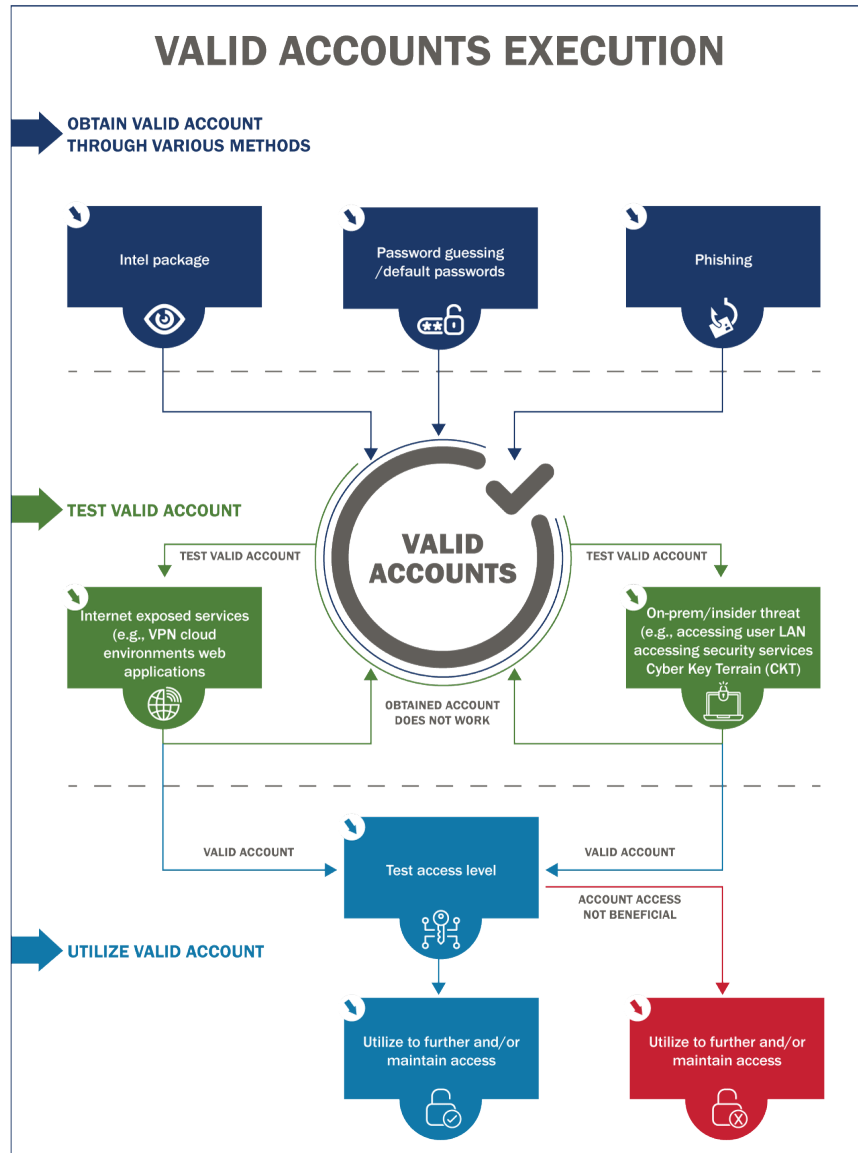 VALID ACCOUNTS EXECUTION
OBTAIN VALID ACCOUNT
THROUGH VARIOUS METHODS
Intel package
Password guessing
/default passwords
**
Phishing
TEST VALID ACCOUNT
VALID
ACCOUNTS
TEST VALID ACCOUNT
TEST VALID ACCOUNT
Internet exposed services
(e.g., VPN cloud
environments web
applications
On-prem/insider threat
(e.g., accessing user LAN
accessing security services
Cyber Key Terrain (CKT)
OBTAINED ACCOUNT
DOES NOT WORK
VALID ACCOUNT
Test access level
VALID ACCOUNT
ACCOUNT ACCESS
NOT BENEFICIAL
UTILIZE VALID ACCOUNT
Utilize to further and/or
maintain access
Utilize to further and/or
maintain access